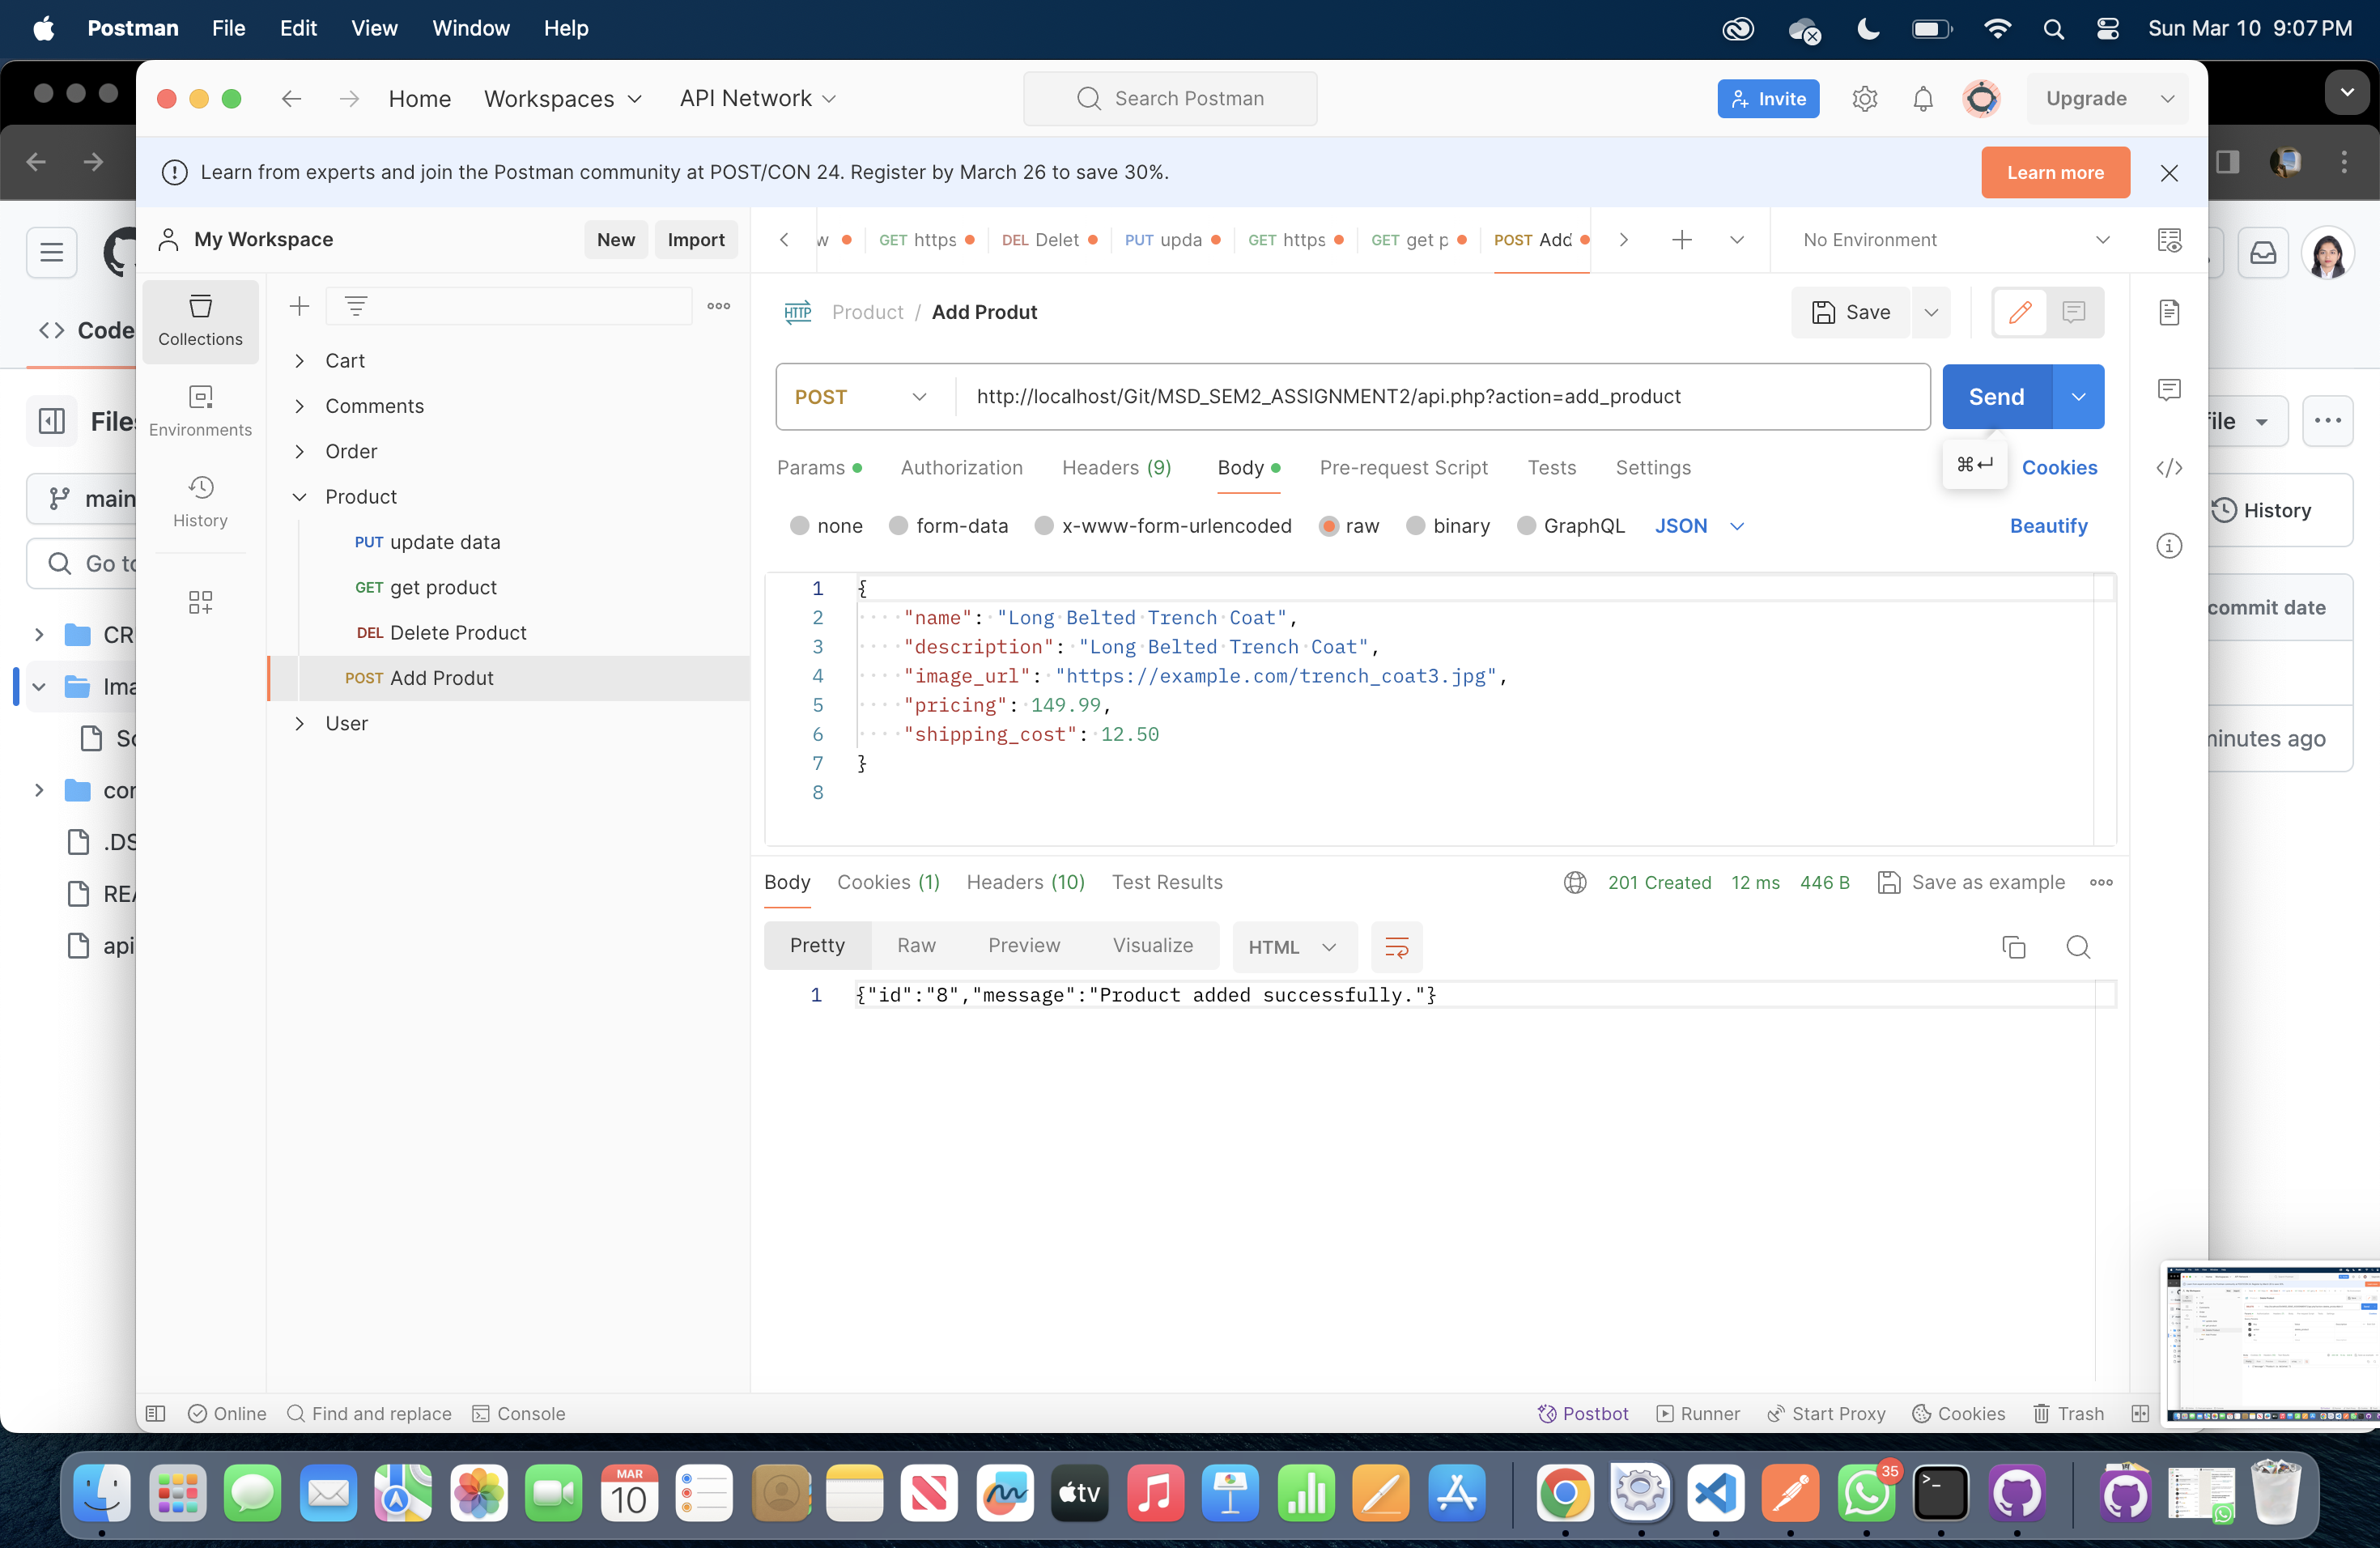 Postman File Edit View Window Help
Sun Mar 10 9:07 PM
Home Workspaces API Network
Search Postman
Invite
Upgrade
Learn from experts and join the Postman community at POST/CON 24. Register by March 26 to save 30%.
Learn more
My Workspace
New
Import
w
GET https
DEL Delet
PUT upda
GET https
GET get p
POST Add
No Environment
Collections
Environments
History
Cart
Comments
Order
Product
PUT update data
GET get product
DEL Delete Product
POST Add Produt
User
HTTP
Product / Add Produt
Save
POST
http://localhost/Git/MSD_SEM2_ASSIGNMENT2/api.php?action=add_product
Send
⌘↵
Params
Authorization
Headers (9)
Body
Pre-request Script
Tests
Settings
Cookies
none
form-data
x-www-form-urlencoded
raw
binary
GraphQL
JSON
Beautify
1 {
2 "name": "Long Belted Trench Coat",
3 "description": "Long Belted Trench Coat",
4 "image_url": "https://example.com/trench_coat3.jpg",
5 "pricing": 149.99,
6 "shipping_cost": 12.50
7 }
8
Body
Cookies (1)
Headers (10)
Test Results
201 Created
12 ms
446 B
Save as example
Pretty
Raw
Preview
Visualize
HTML
1 {"id":"8","message":"Product added successfully."}
Online
Find and replace
Console
Postbot
Runner
Start Proxy
Cookies
Trash
Code
Files
main
Go to
CR
Ima
Sc
cor
.DS
REA
api
file
History
commit date
minutes ago
MAR
10
tv
35